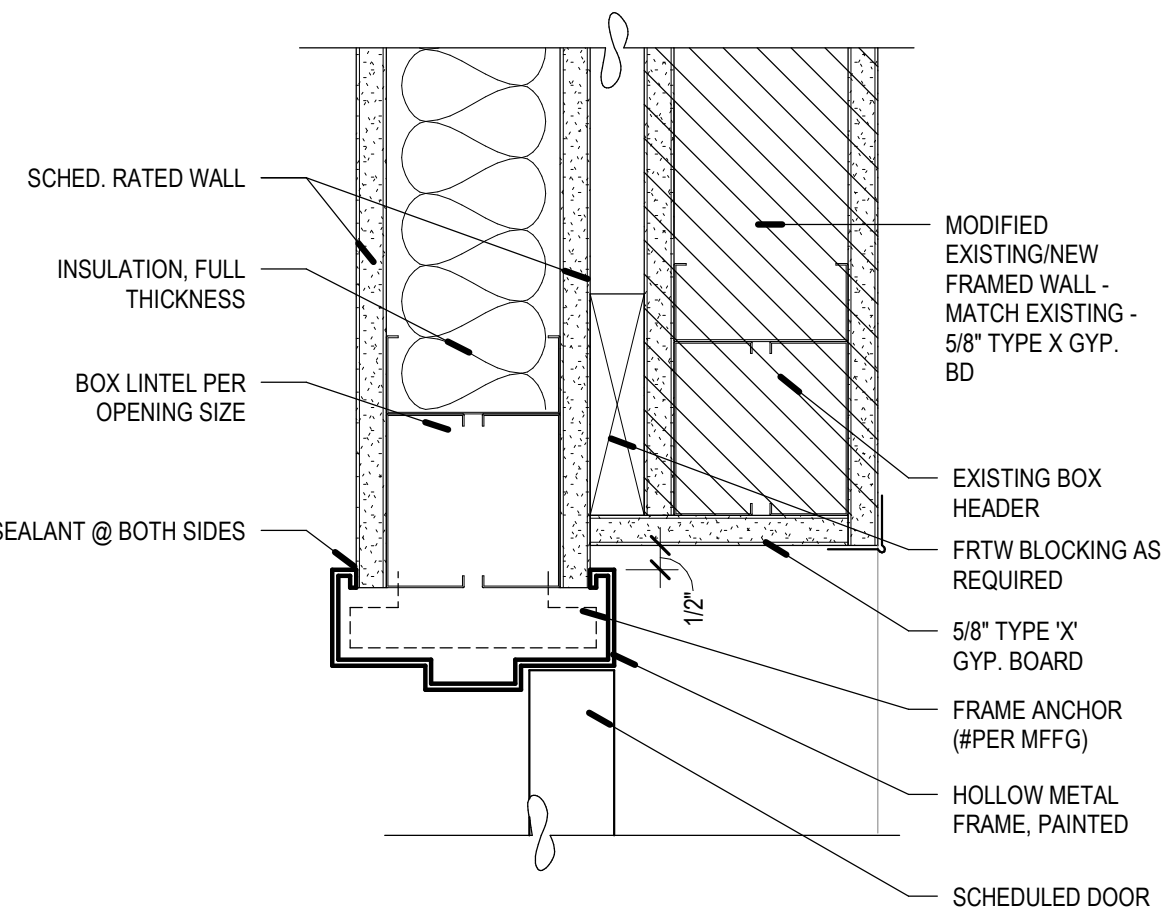 SCHED. RATED WALL
INSULATION, FULL
THICKNESS
BOX LINTEL PER
OPENING SIZE
SEALANT @ BOTH SIDES
1/2"
MODIFIED
EXISTING/NEW
FRAMED WALL -
MATCH EXISTING -
5/8" TYPE X GYP.
BD
EXISTING BOX
HEADER
FRTW BLOCKING AS
REQUIRED
5/8" TYPE 'X'
GYP. BOARD
FRAME ANCHOR
(#PER MFFG)
HOLLOW METAL
FRAME, PAINTED
SCHEDULED DOOR